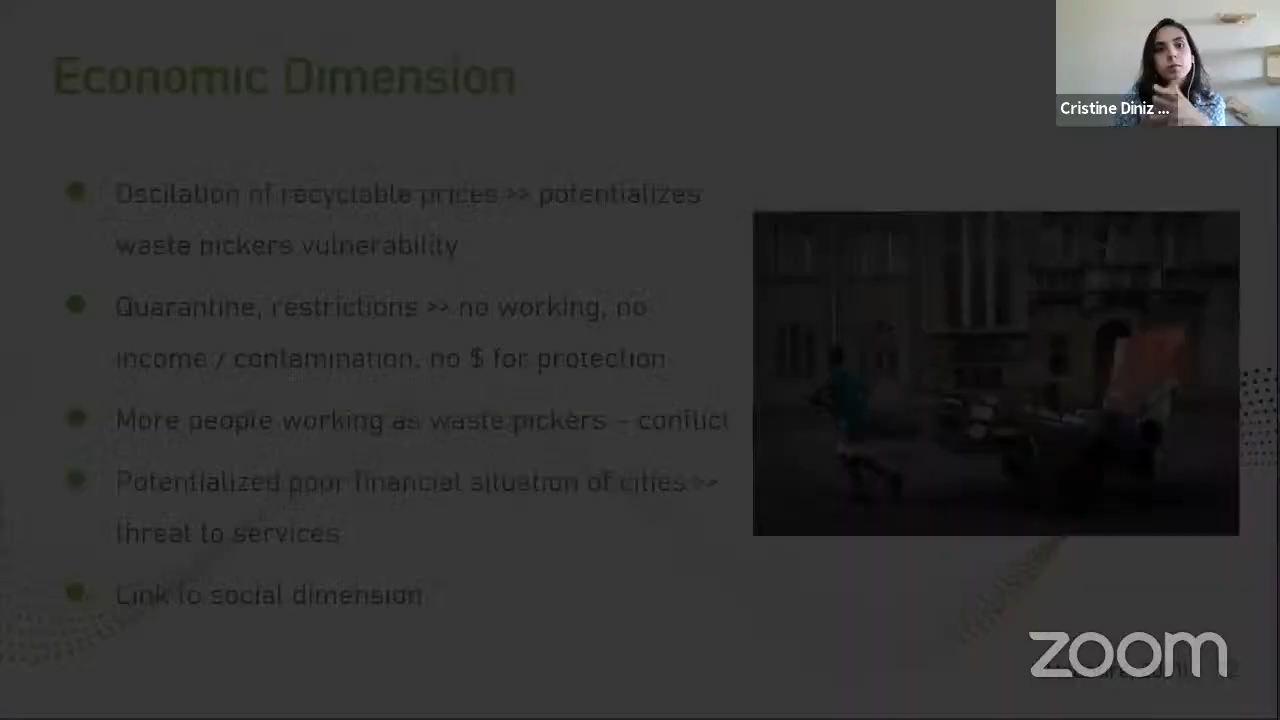 Economic Dimension
Cristine Diniz ...
Oscilation of recyclable prices >> potentializes
waste pickers vulnerability
Quarantine, restrictions >> no working, no
income / contamination, no $ for protection
More people working as waste pickers - conflict
Potentialized poor financial situation of cities >>
threat to services
Link to social dimension
zoom